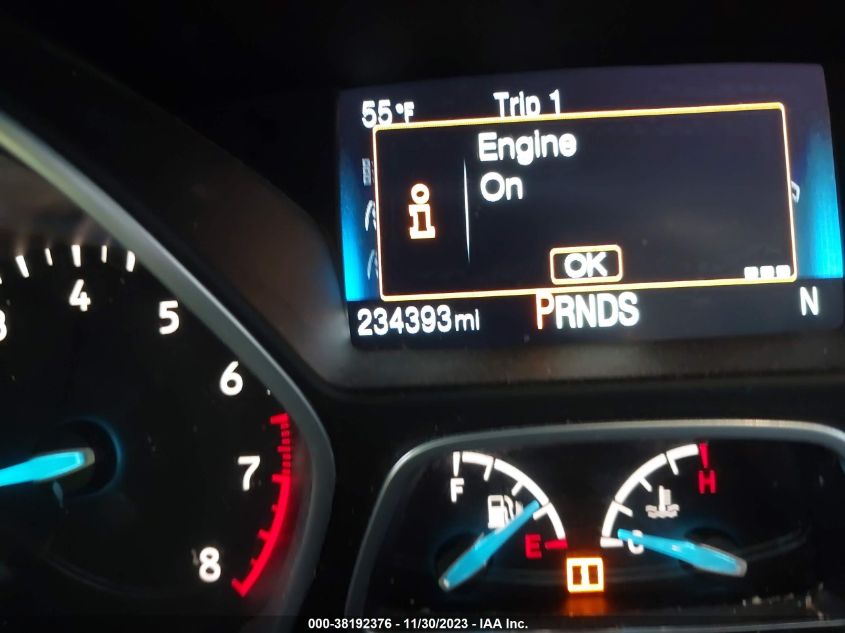 55°F Trip 1
Engine
On
i
OK
234393mi PRNDS N
4
5
6
7
8
F
E
C
H
000-38192376 - 11/30/2023 - IAA Inc.